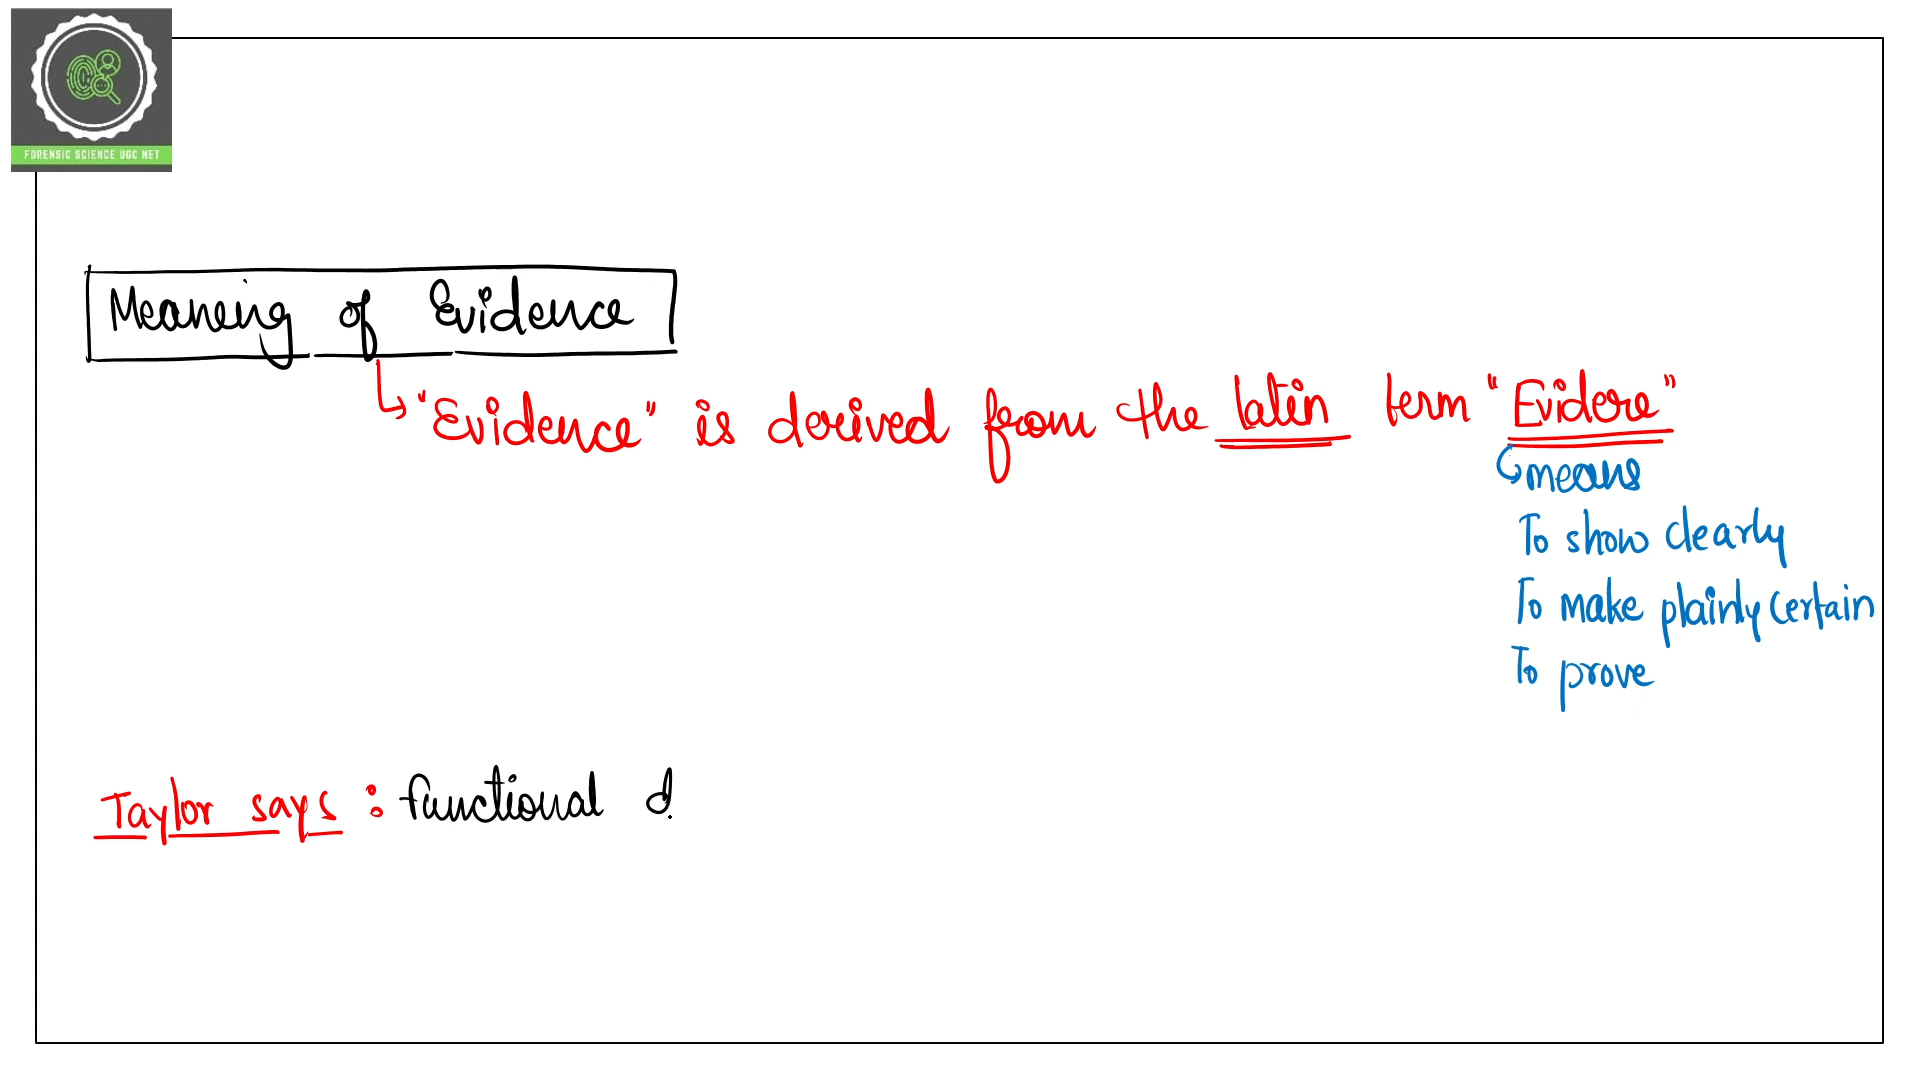 FORENSIC SCIENCE UGC NET
Meaning of Evidence
"Evidence" is derived from the latin term "Evidere"
means
To show clearly
To make plainly certain
To prove
Taylor says : functional d